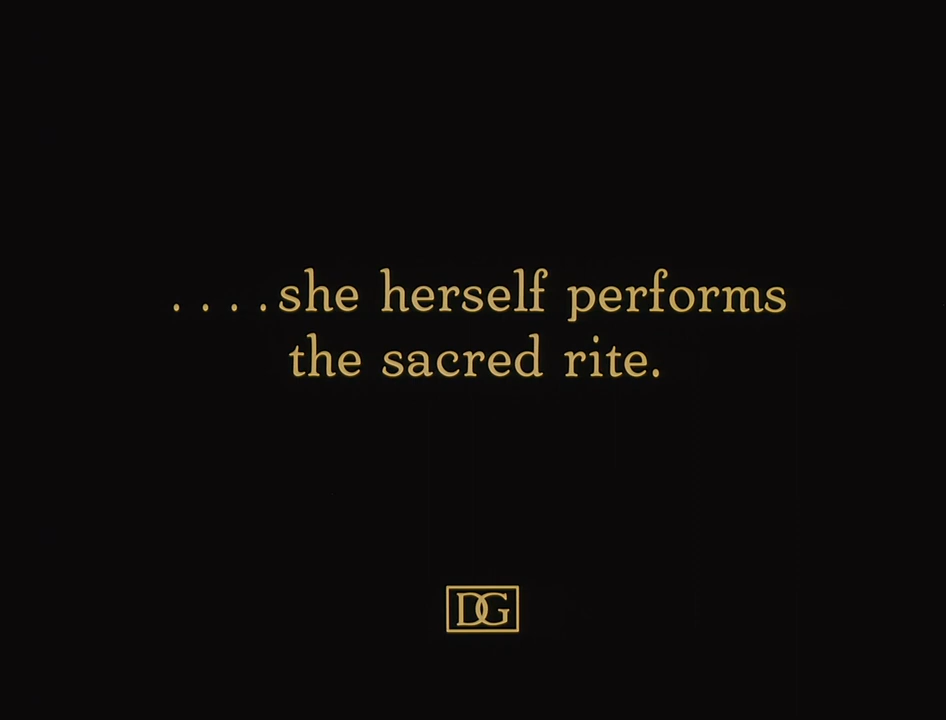 . . . .she herself performs
the sacred rite.
DG